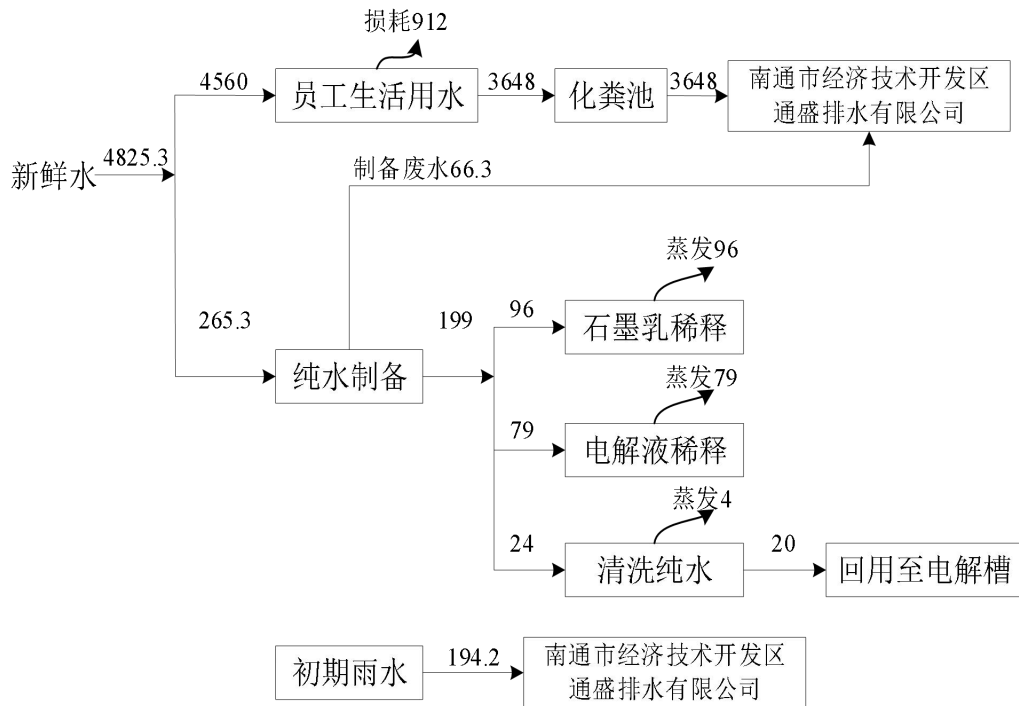 损耗912
4560
员工生活用水
3648
化粪池
3648
南通市经济技术开发区
通盛排水有限公司
新鲜水
4825.3
制备废水66.3
265.3
纯水制备
199
96
蒸发96
石墨乳稀释
79
蒸发79
电解液稀释
24
蒸发4
清洗纯水
20
回用至电解槽
初期雨水
194.2
南通市经济技术开发区
通盛排水有限公司